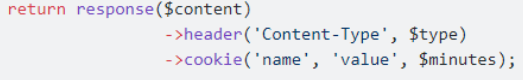 return response($content)
->header('Content-Type', $type)
->cookie('name', 'value', $minutes);